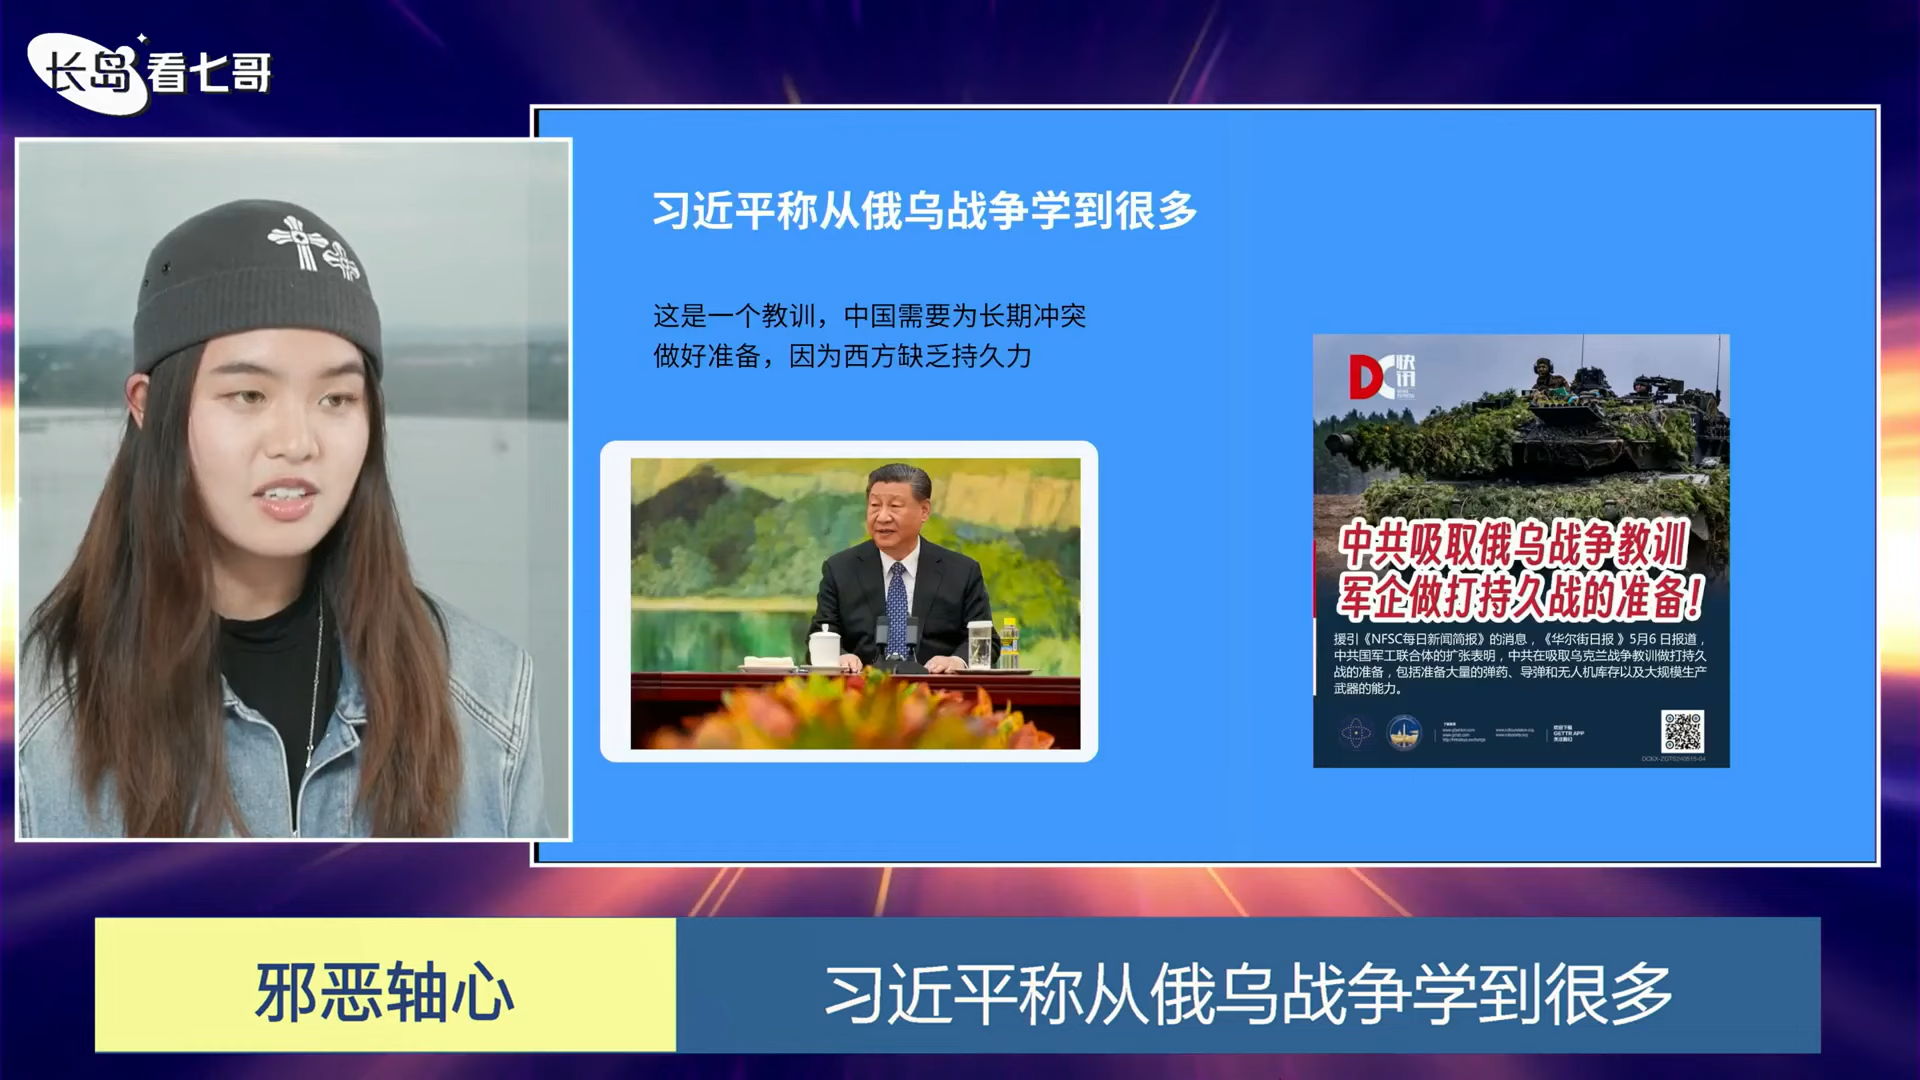 长岛看七哥
习近平称从俄乌战争学到很多
这是一个教训，中国需要为长期冲突
做好准备，因为西方缺乏持久力
DC快讯
中共吸取俄乌战争教训
军企做打持久战的准备！
援引《NFSC每日新闻简报》的消息，《华尔街日报 》5月6 日报道，
中共国军工联合体的扩张表明，中共在吸取乌克兰战争教训做打持久
战的准备，包括准备大量的弹药、导弹和无人机库存以及大规模生产
武器的能力。
GETTR APP
邪恶轴心
习近平称从俄乌战争学到很多